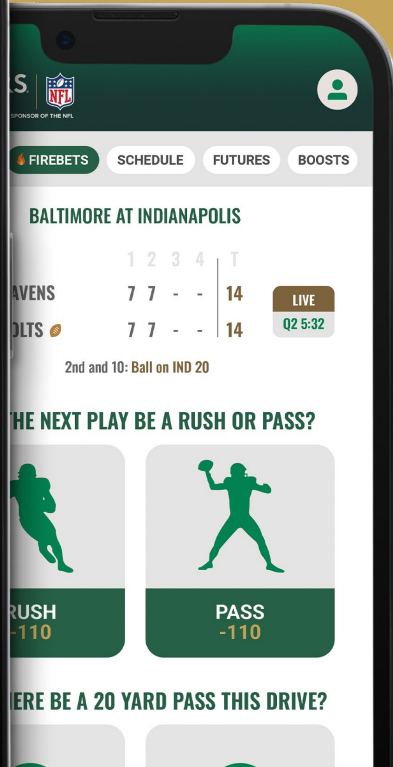 S.
NFL
SPONSOR OF THE NFL
FIREBETS SCHEDULE FUTURES BOOSTS
BALTIMORE AT INDIANAPOLIS
1 2 3 4 T
AVENS 7 7 - - 14
LIVE
OLTS 7 7 - - 14
Q2 5:32
2nd and 10: Ball on IND 20
THE NEXT PLAY BE A RUSH OR PASS?
RUSH PASS
-110 -110
HERE BE A 20 YARD PASS THIS DRIVE?